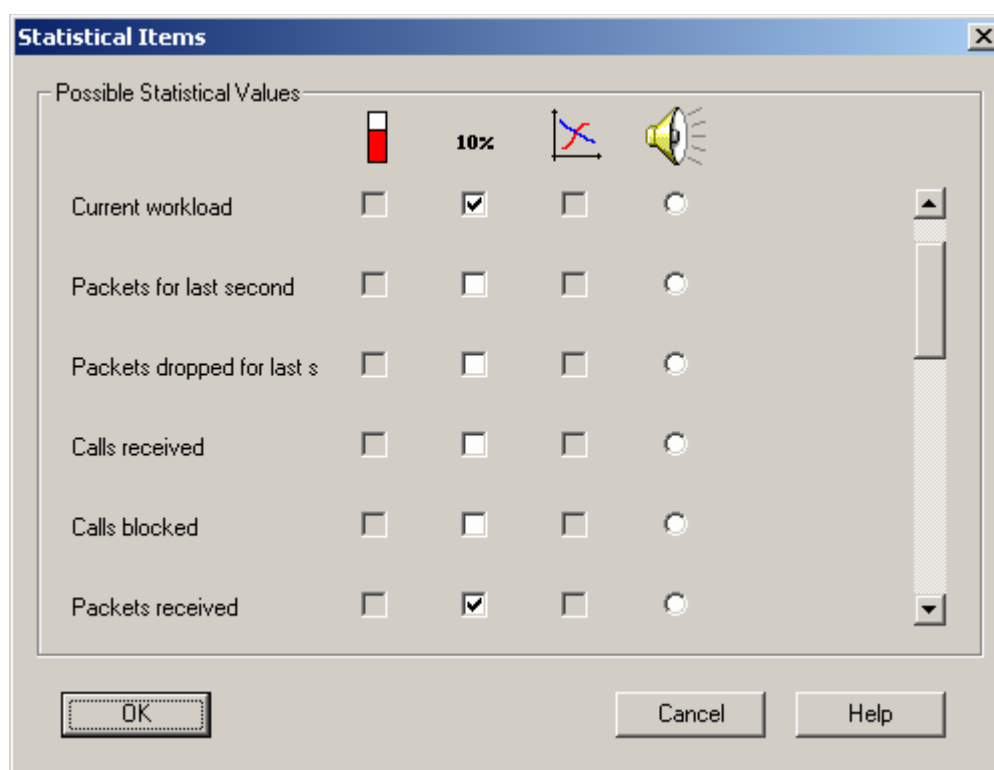 Statistical Items
Possible Statistical Values
10%
Current workload
Packets for last second
Packets dropped for last s
Calls received
Calls blocked
Packets received
OK Cancel Help